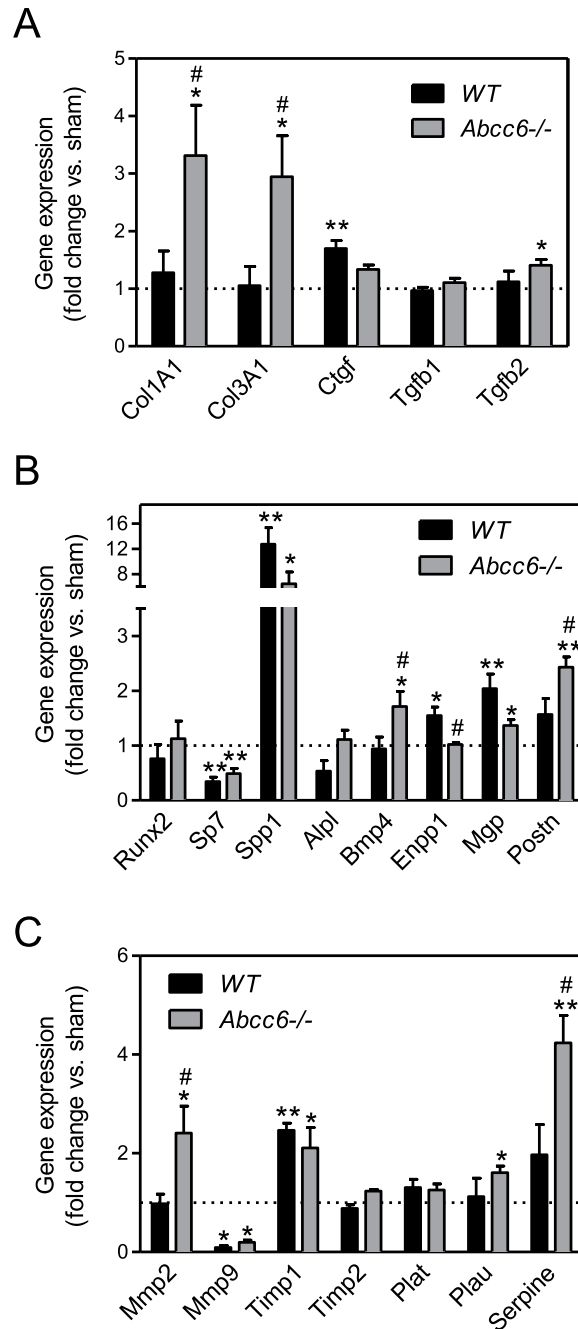 A
Gene expression
(fold change vs. sham)
5
4
3
2
1
0
#
*
#
*
**
*
WT
Abcc6-/-
Col1A1
Col3A1
Ctgf
Tgfb1
Tgfb2
B
Gene expression
(fold change vs. sham)
16
12
8
3
2
1
0
**
*
**
**
#
*
*
#
**
*
#
**
WT
Abcc6-/-
Runx2
Sp7
Spp1
Alpl
Bmp4
Enpp1
Mgp
Postn
C
Gene expression
(fold change vs. sham)
6
4
2
0
#
*
*
*
**
*
*
#
**
WT
Abcc6-/-
Mmp2
Mmp9
Timp1
Timp2
Plat
Plau
Serpine